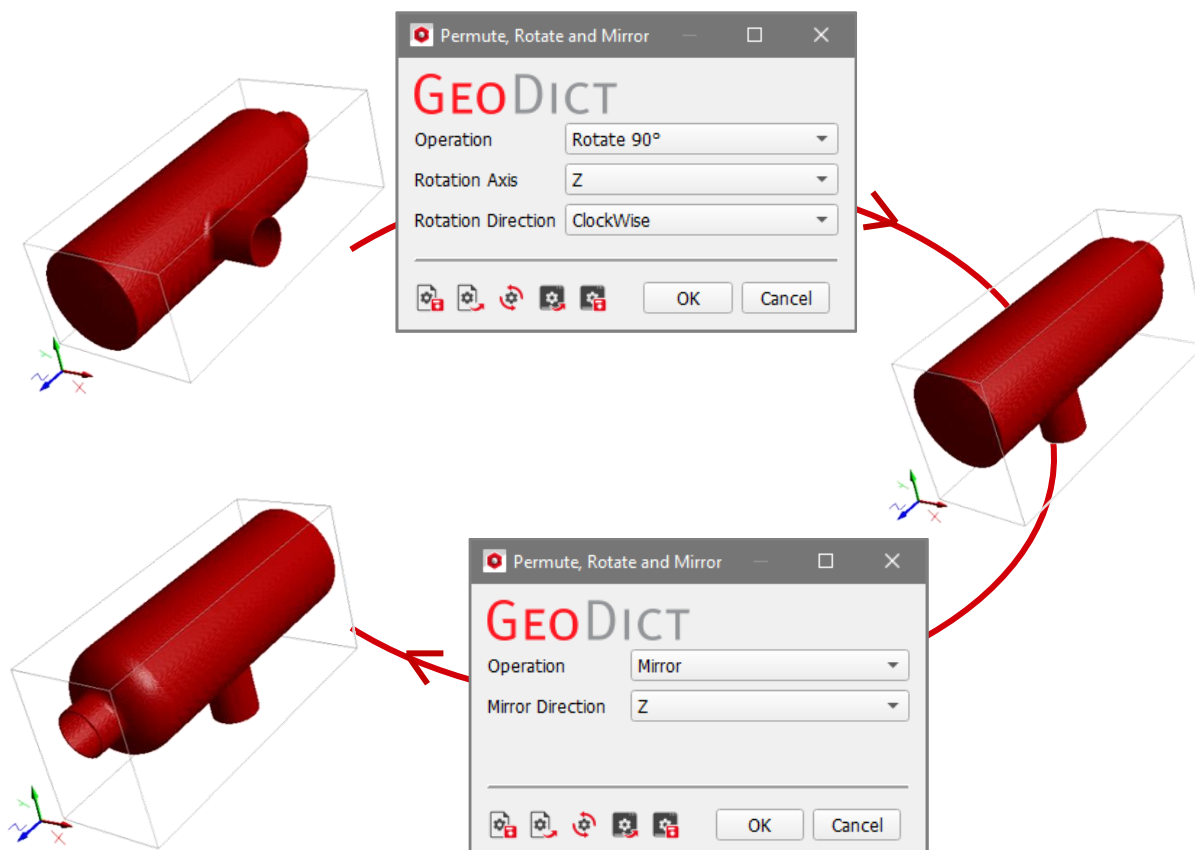 Permute, Rotate and Mirror
GEODICT
Operation Rotate 90°
Rotation Axis Z
Rotation Direction ClockWise
OK Cancel
y
z x
y
z x
Permute, Rotate and Mirror
GEODICT
Operation Mirror
Mirror Direction Z
y
z x
OK Cancel